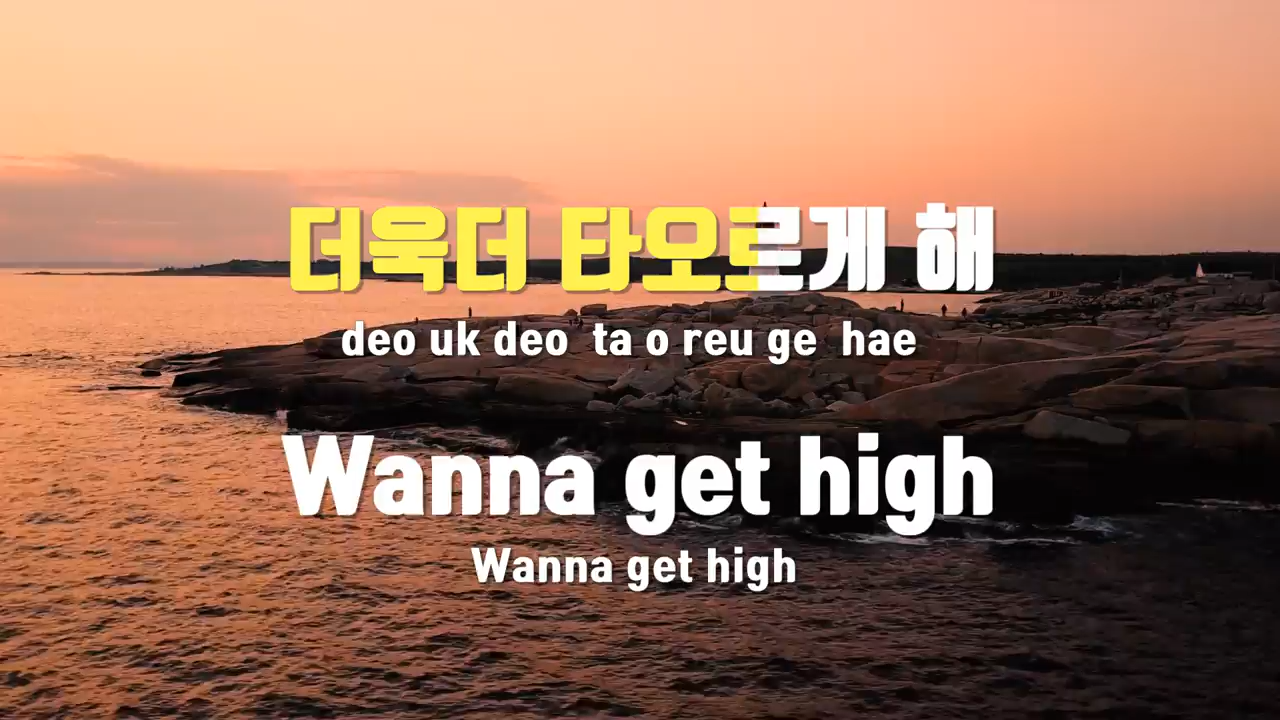 더욱더 타오르게 해
deo uk deo ta o reu ge hae
Wanna get high
Wanna get high